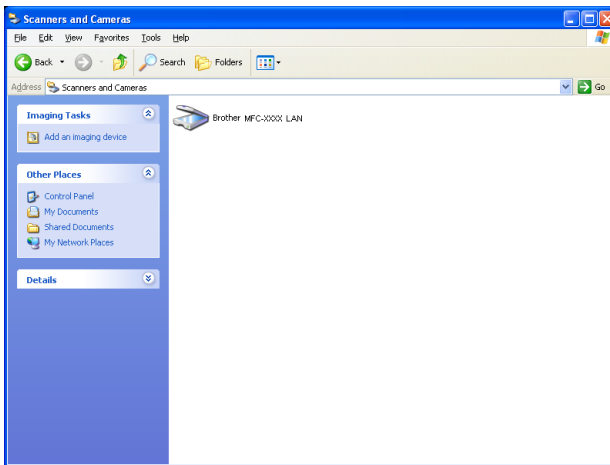 Scanners and Cameras
File Edit View Favorites Tools Help
Back Search Folders
Address Scanners and Cameras Go
Imaging Tasks
Add an imaging device
Other Places
Control Panel
My Documents
Shared Documents
My Network Places
Details
Brother MFC-XXXX LAN